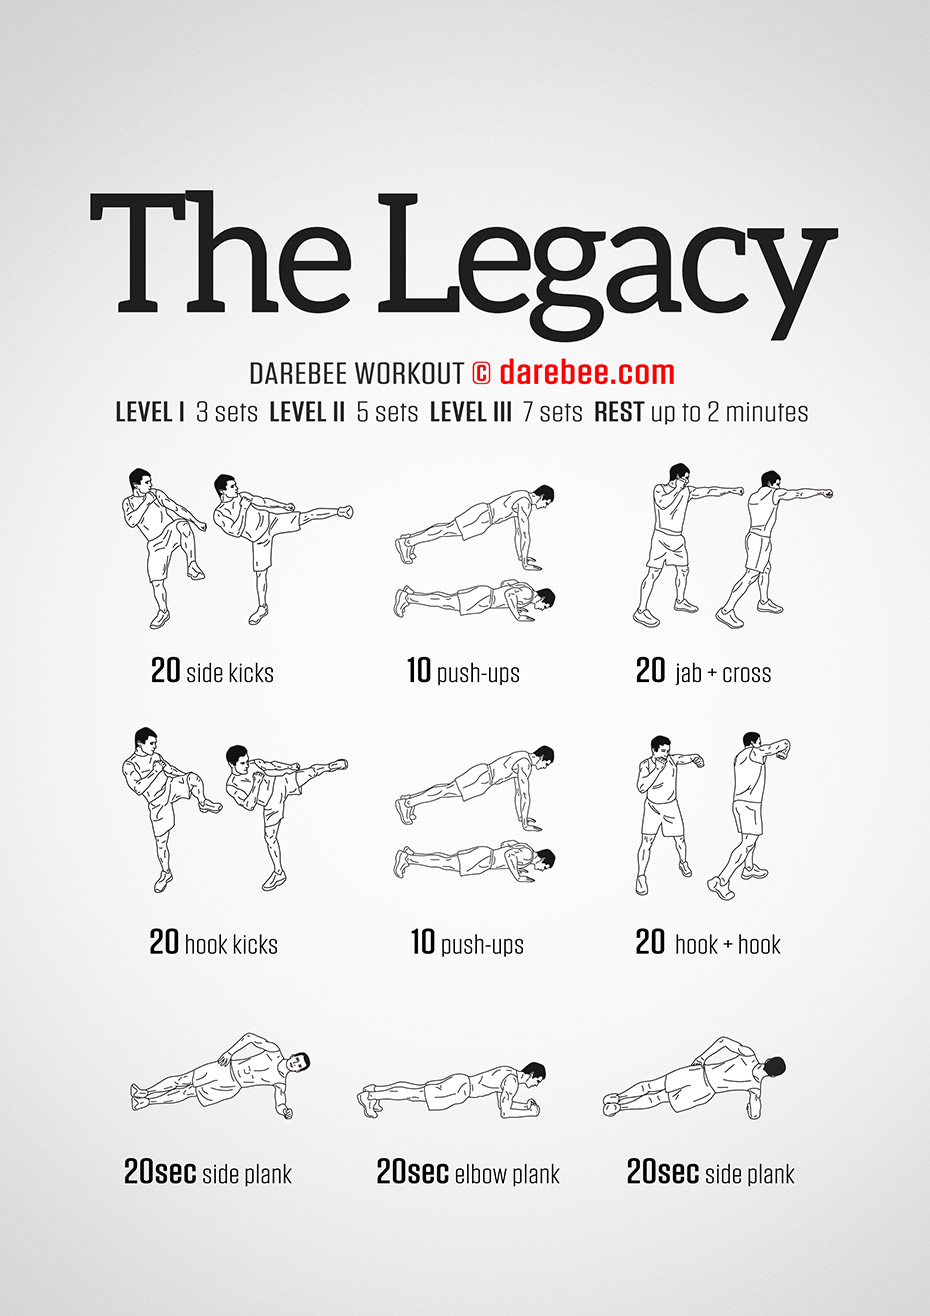 The Legacy
DAREBEE WORKOUT © darebee.com
LEVEL I 3 sets LEVEL II 5 sets LEVEL III 7 sets REST up to 2 minutes
20 side kicks
10 push-ups
20 jab + cross
20 hook kicks
10 push-ups
20 hook + hook
20sec side plank
20sec elbow plank
20sec side plank